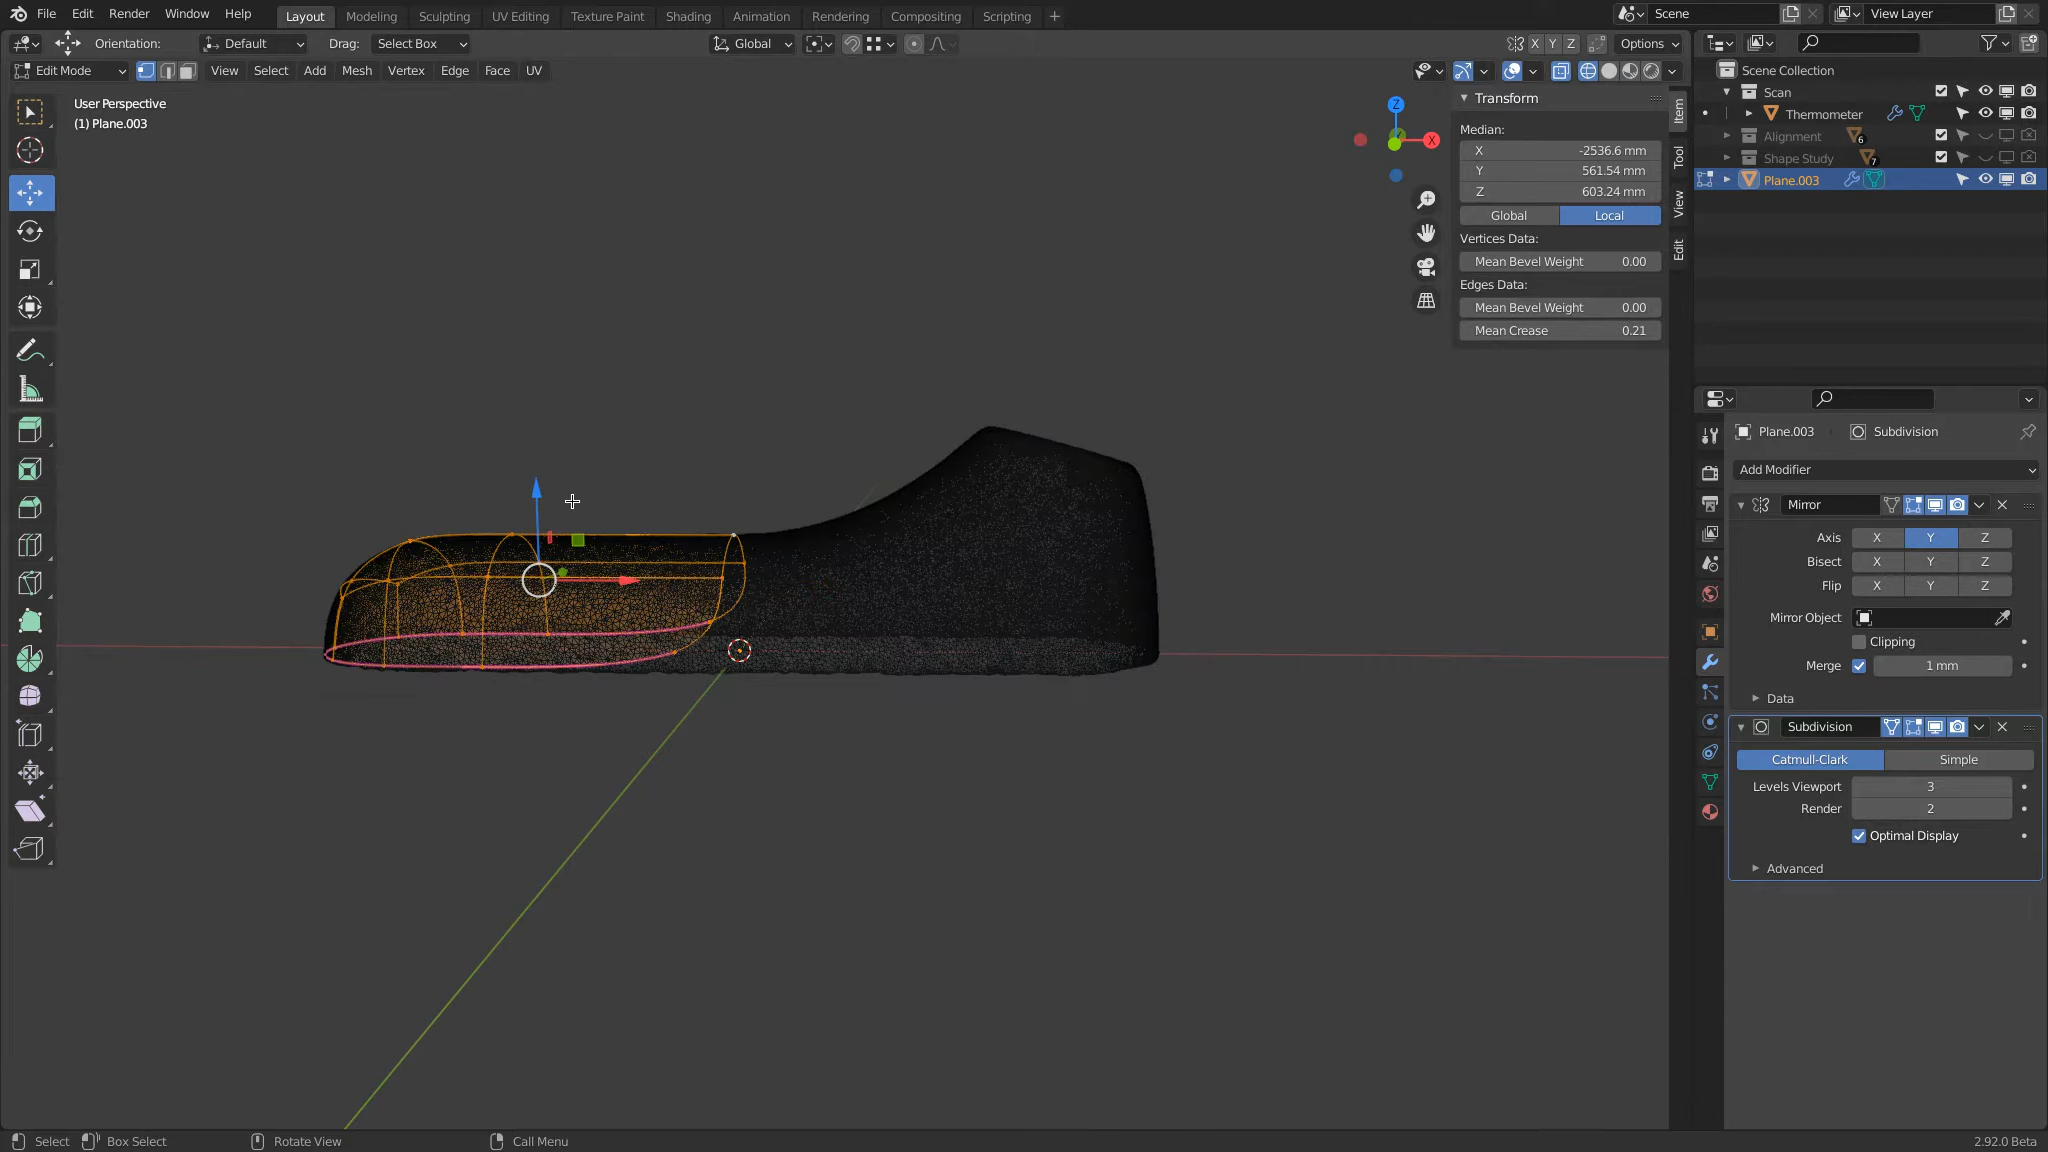 File Edit Render Window Help Layout Modeling Sculpting UV Editing Texture Paint Shading Animation Rendering Compositing Scripting + Scene View Layer
Orientation: Default Drag: Select Box Global X Y Z Options
Edit Mode View Select Add Mesh Vertex Edge Face UV
User Perspective
(1) Plane.003
Z
X
Transform
Median:
X -2536.6 mm
Y 561.54 mm
Z 603.24 mm
Global Local
Vertices Data:
Mean Bevel Weight 0.00
Edges Data:
Mean Bevel Weight 0.00
Mean Crease 0.21
Item
Tool
View
Edit
Scene Collection
Scan
Thermometer
Alignment 6
Shape Study 7
Plane.003
Plane.003 Subdivision
Add Modifier
Mirror
Axis X Y Z
Bisect X Y Z
Flip X Y Z
Mirror Object
Clipping
Merge 1 mm
Data
Subdivision
Catmull-Clark Simple
Levels Viewport 3
Render 2
Optimal Display
Advanced
Select Box Select Rotate View Call Menu 2.92.0 Beta